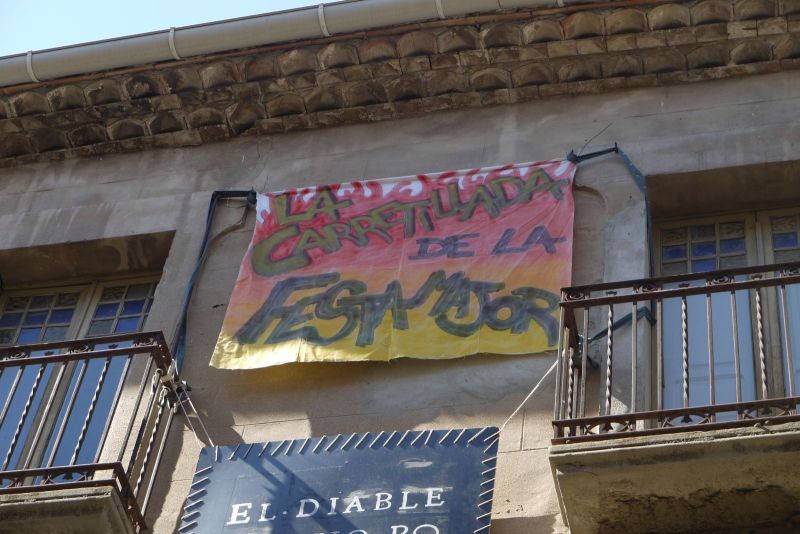 LA
CARRETILLADA
DE LA
FESTA MAJOR
EL DIABLE